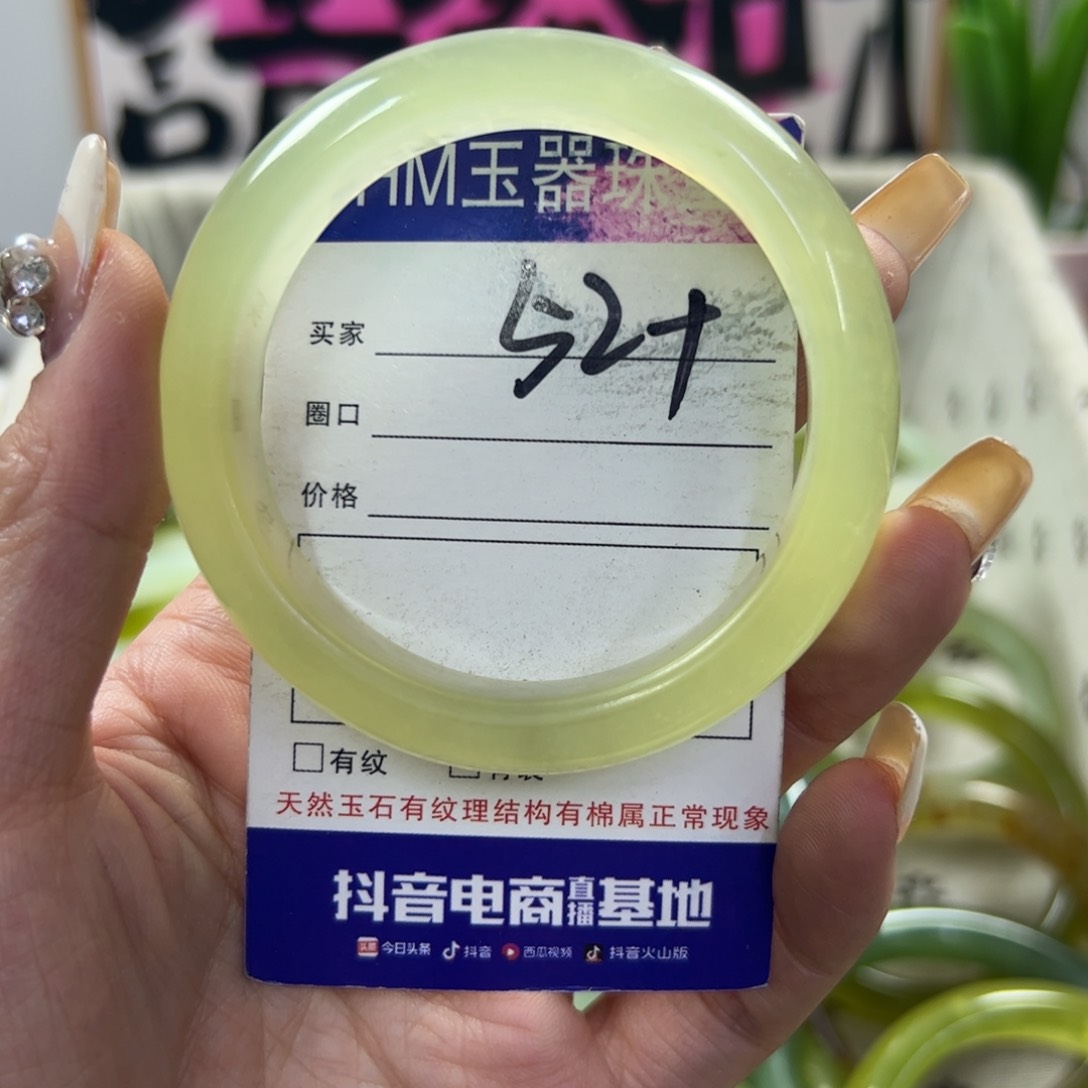 HM玉器珠
52+
买家
圈口
价格
有纹
天然玉石有纹理结构有棉属正常现象
抖音电商直播基地
今日头条 抖音 西瓜视频 抖音火山版